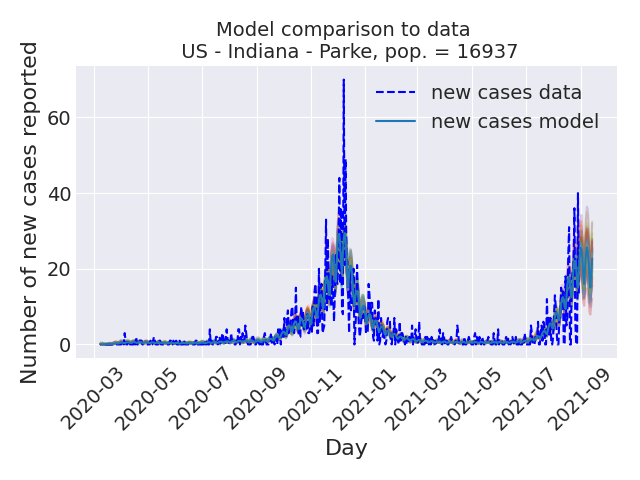 Model comparison to data
US - Indiana - Parke, pop. = 16937
Number of new cases reported
60
40
20
0
new cases data
new cases model
2020-03
2020-05
2020-07
2020-09
2020-11
2021-01
2021-03
2021-05
2021-07
2021-09
Day